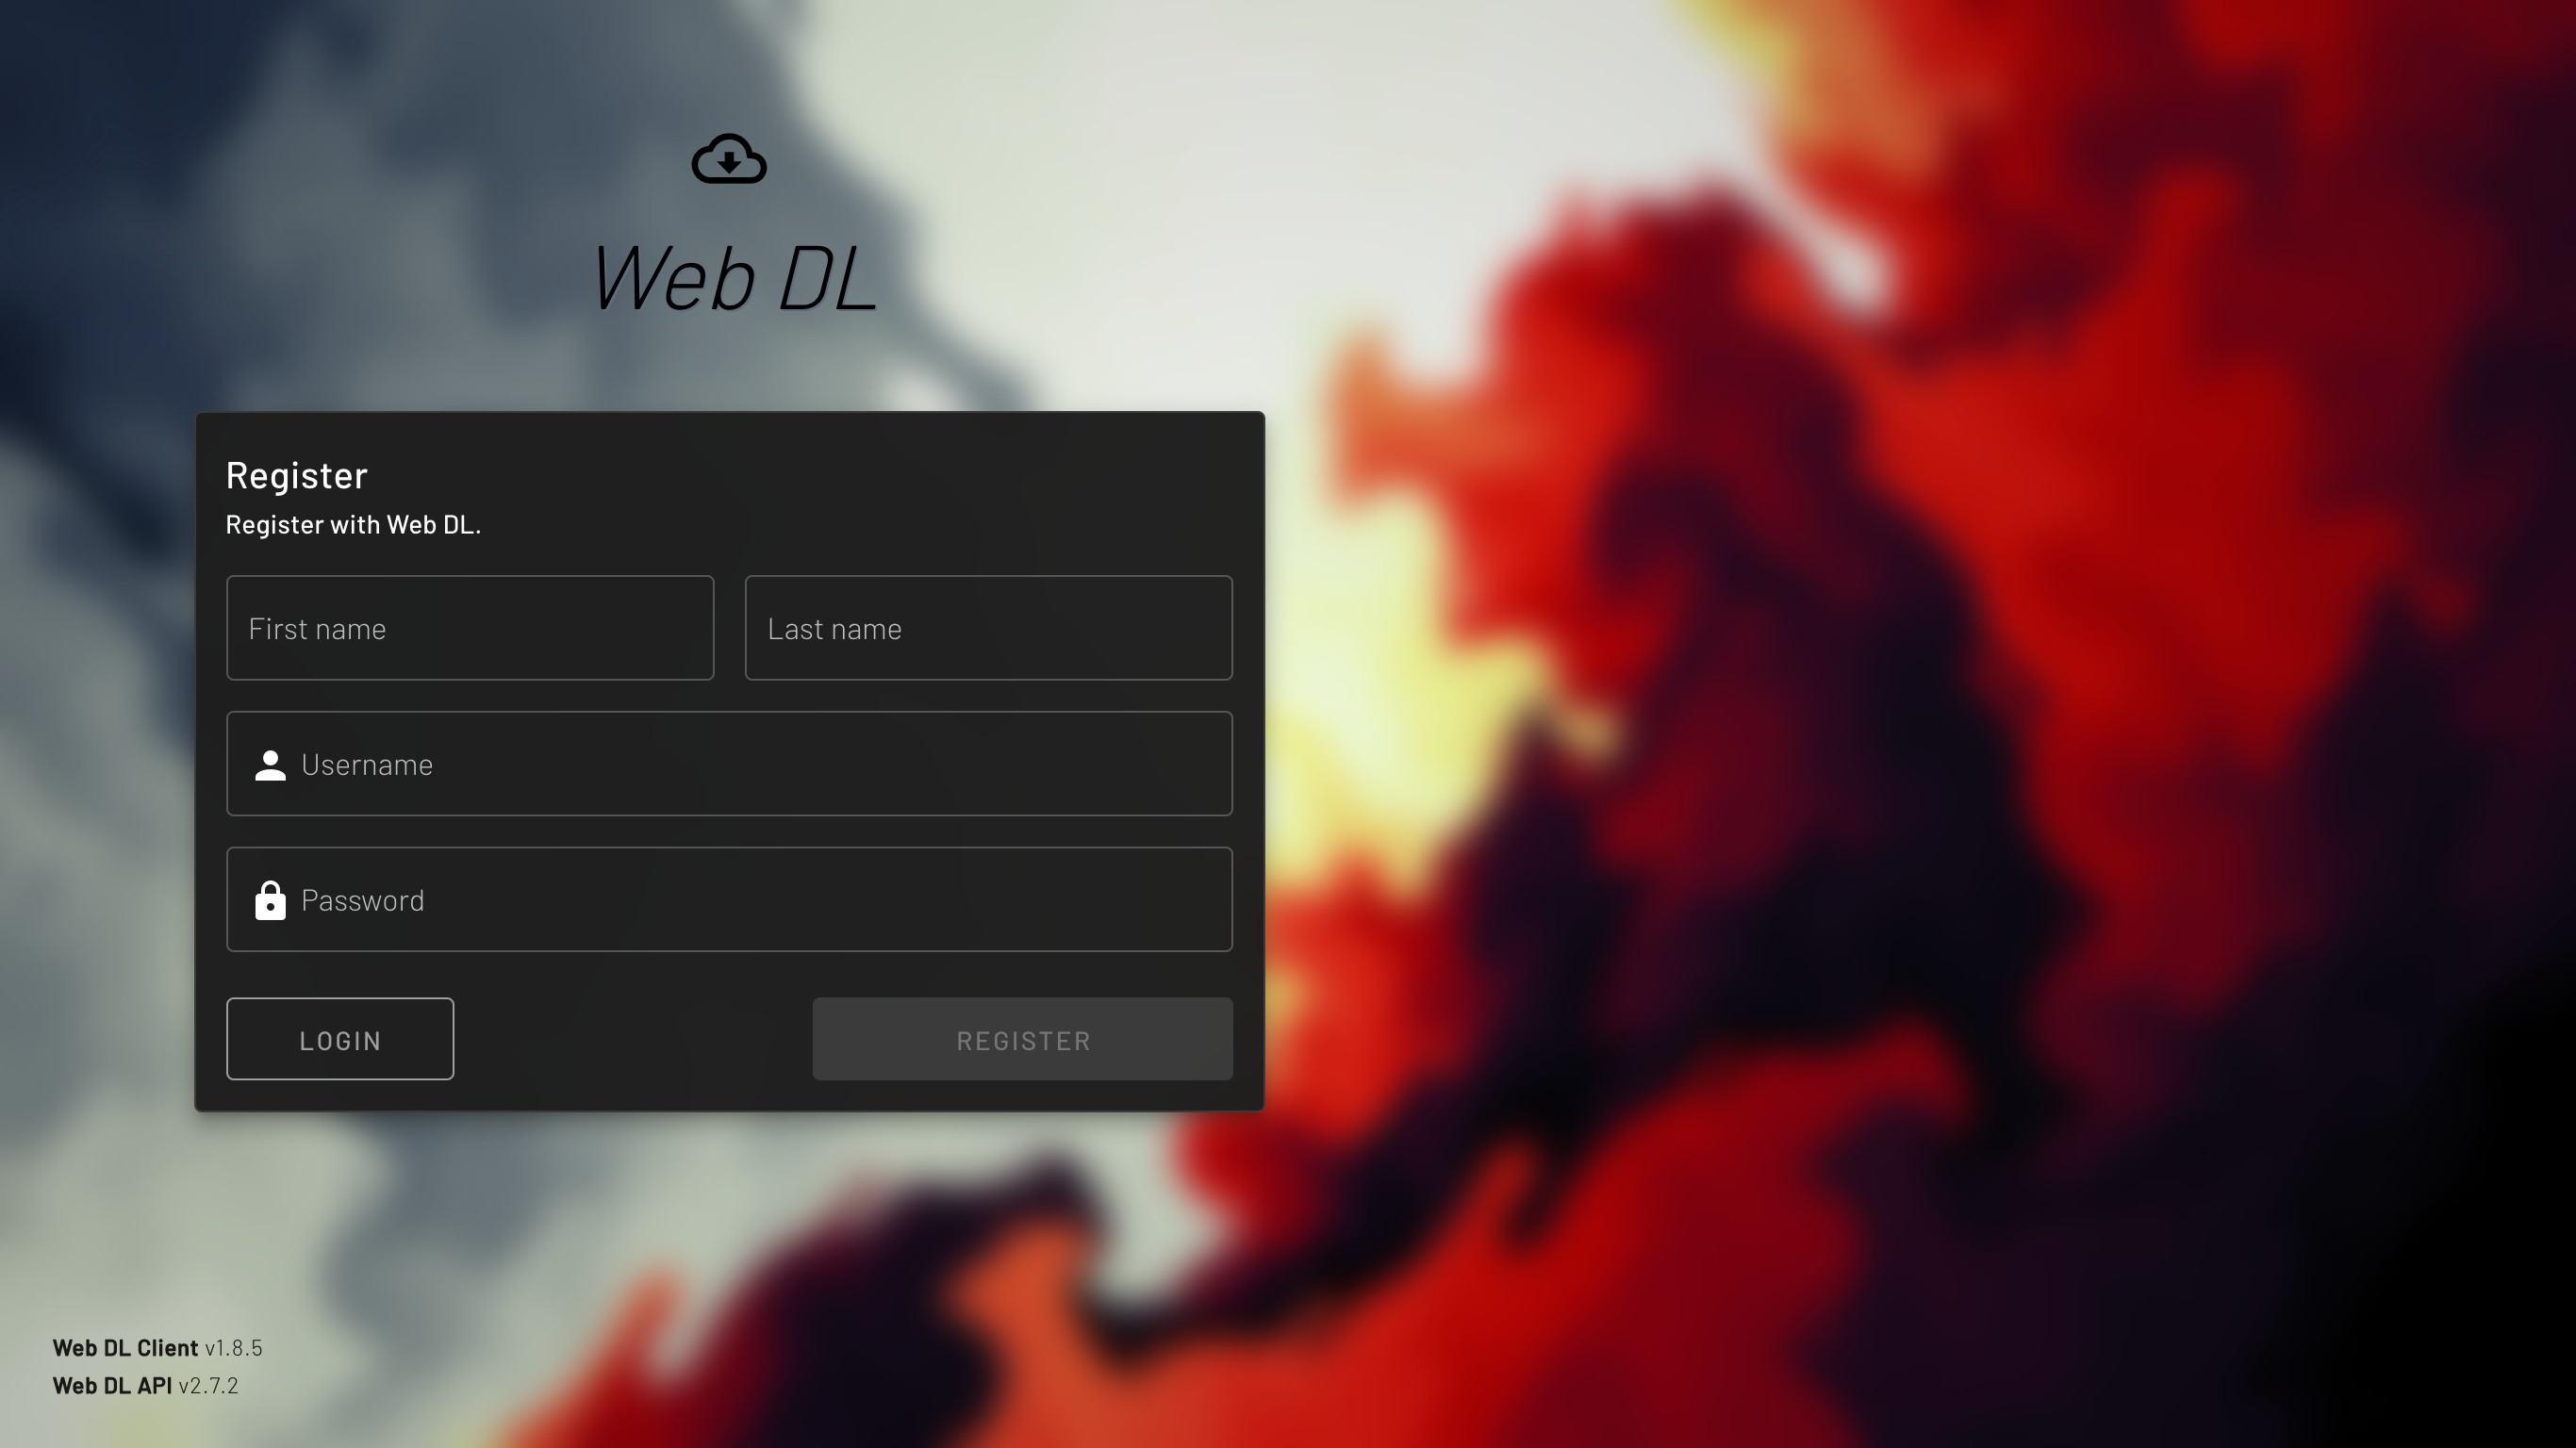 Web DL
Register
Register with Web DL.
First name
Last name
Username
Password
LOGIN
REGISTER
Web DL Client v1.8.5
Web DL API v2.7.2